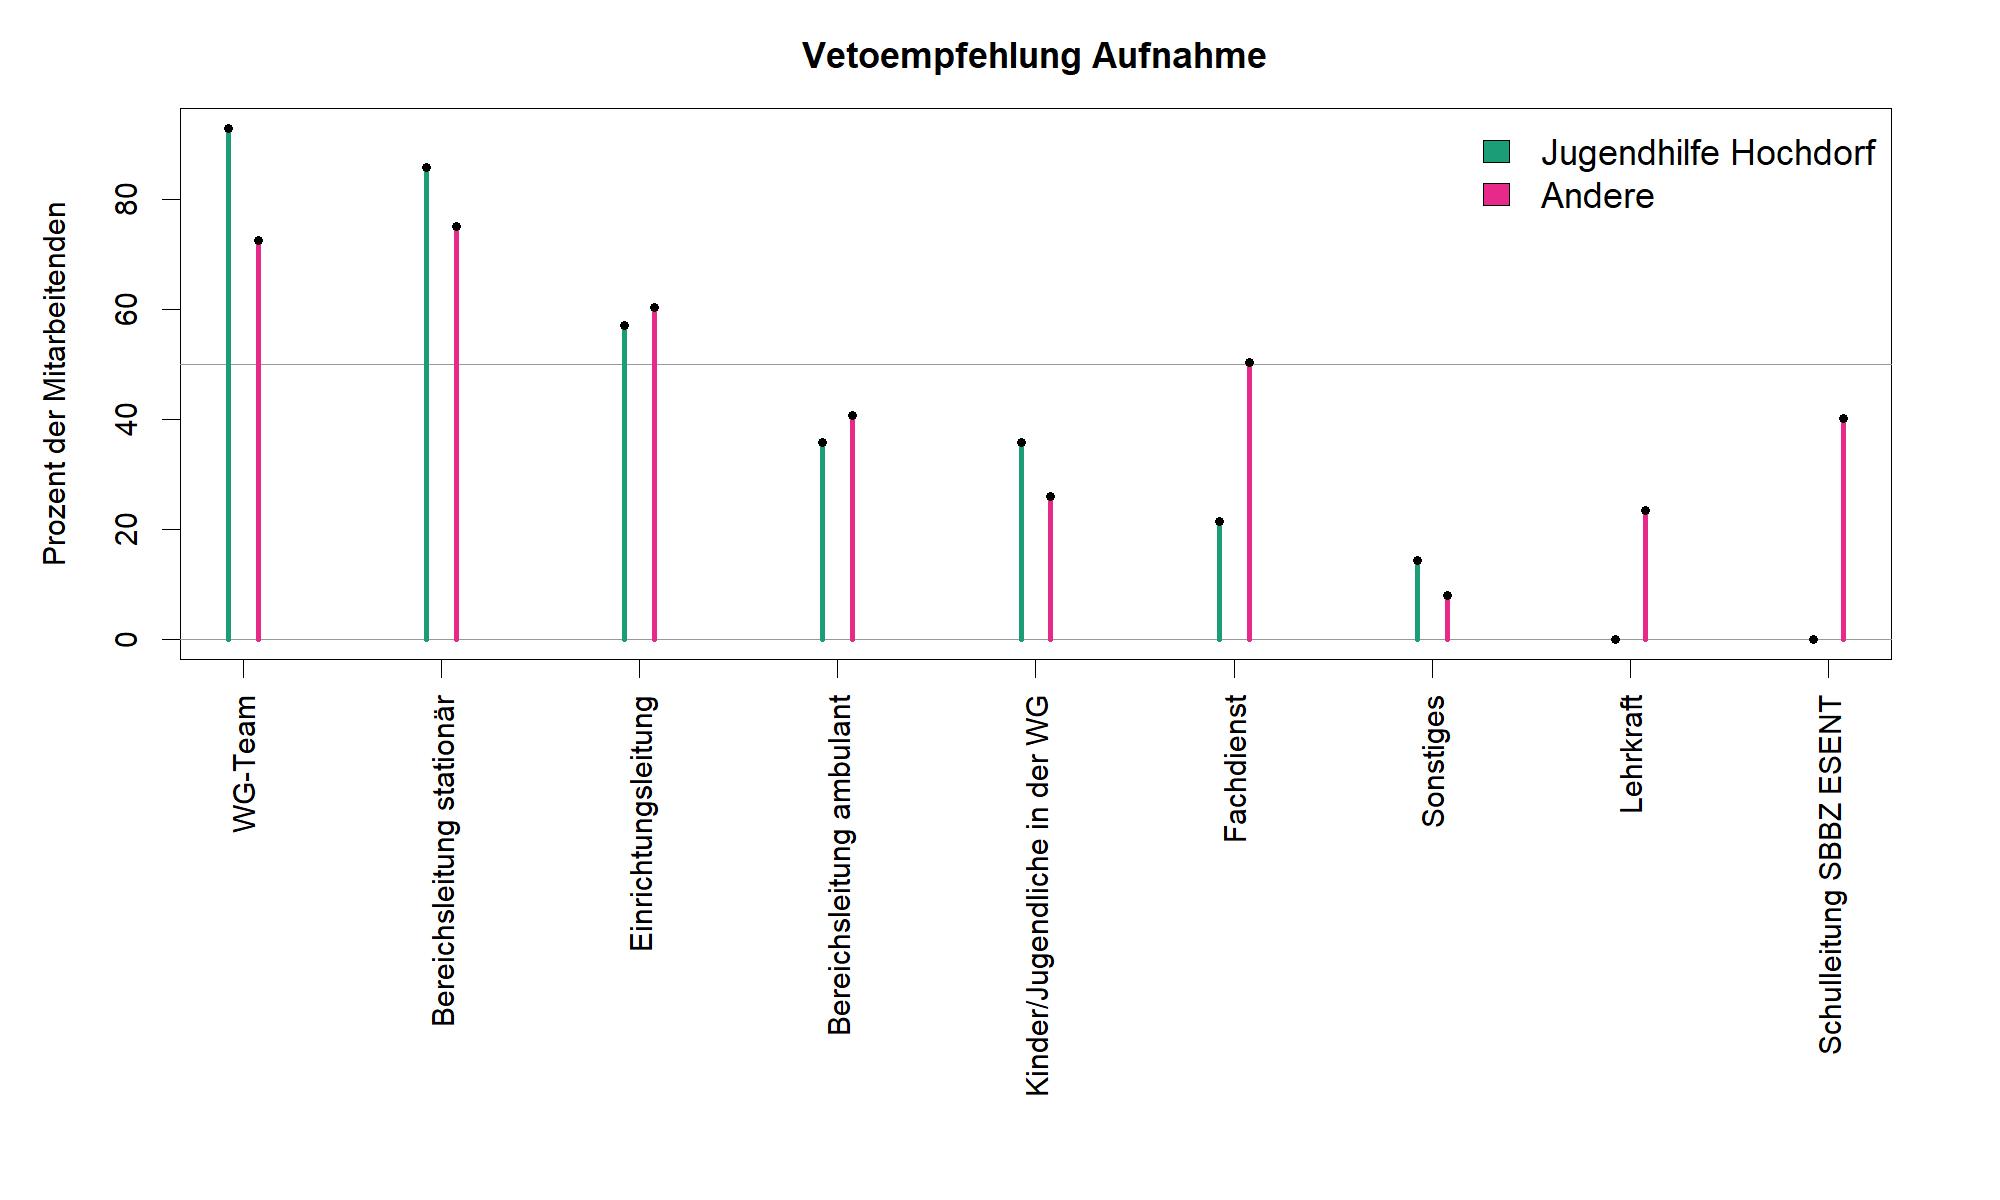 Vetoempfehlung Aufnahme
Jugendhilfe Hochdorf
Andere
Prozent der Mitarbeitenden
80
60
40
20
0
WG-Team
Bereichsleitung stationär
Einrichtungsleitung
Bereichsleitung ambulant
Kinder/Jugendliche in der WG
Fachdienst
Sonstiges
Lehrkraft
Schulleitung SBBZ ESENT